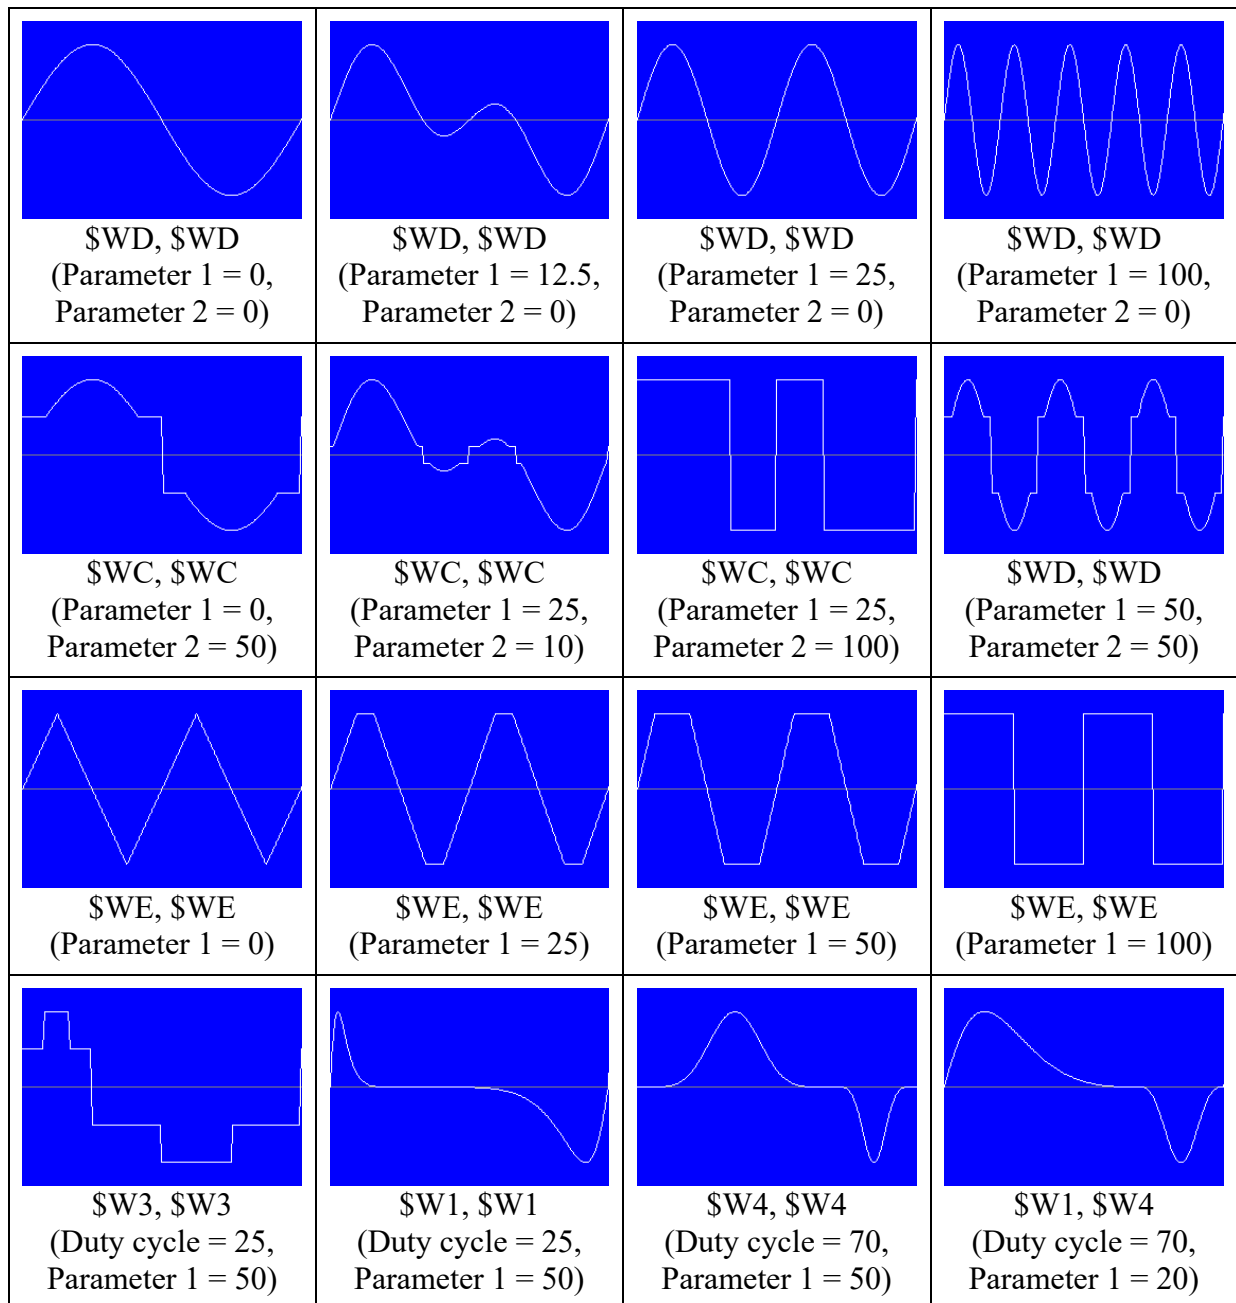 $WD, $WD
(Parameter 1 = 0,
Parameter 2 = 0)
$WD, $WD
(Parameter 1 = 12.5,
Parameter 2 = 0)
$WD, $WD
(Parameter 1 = 25,
Parameter 2 = 0)
$WD, $WD
(Parameter 1 = 100,
Parameter 2 = 0)
$WC, $WC
(Parameter 1 = 0,
Parameter 2 = 50)
$WC, $WC
(Parameter 1 = 25,
Parameter 2 = 10)
$WC, $WC
(Parameter 1 = 25,
Parameter 2 = 100)
$WD, $WD
(Parameter 1 = 50,
Parameter 2 = 50)
$WE, $WE
(Parameter 1 = 0)
$WE, $WE
(Parameter 1 = 25)
$WE, $WE
(Parameter 1 = 50)
$WE, $WE
(Parameter 1 = 100)
$W3, $W3
(Duty cycle = 25,
Parameter 1 = 50)
$W1, $W1
(Duty cycle = 25,
Parameter 1 = 50)
$W4, $W4
(Duty cycle = 70,
Parameter 1 = 50)
$W1, $W4
(Duty cycle = 70,
Parameter 1 = 20)